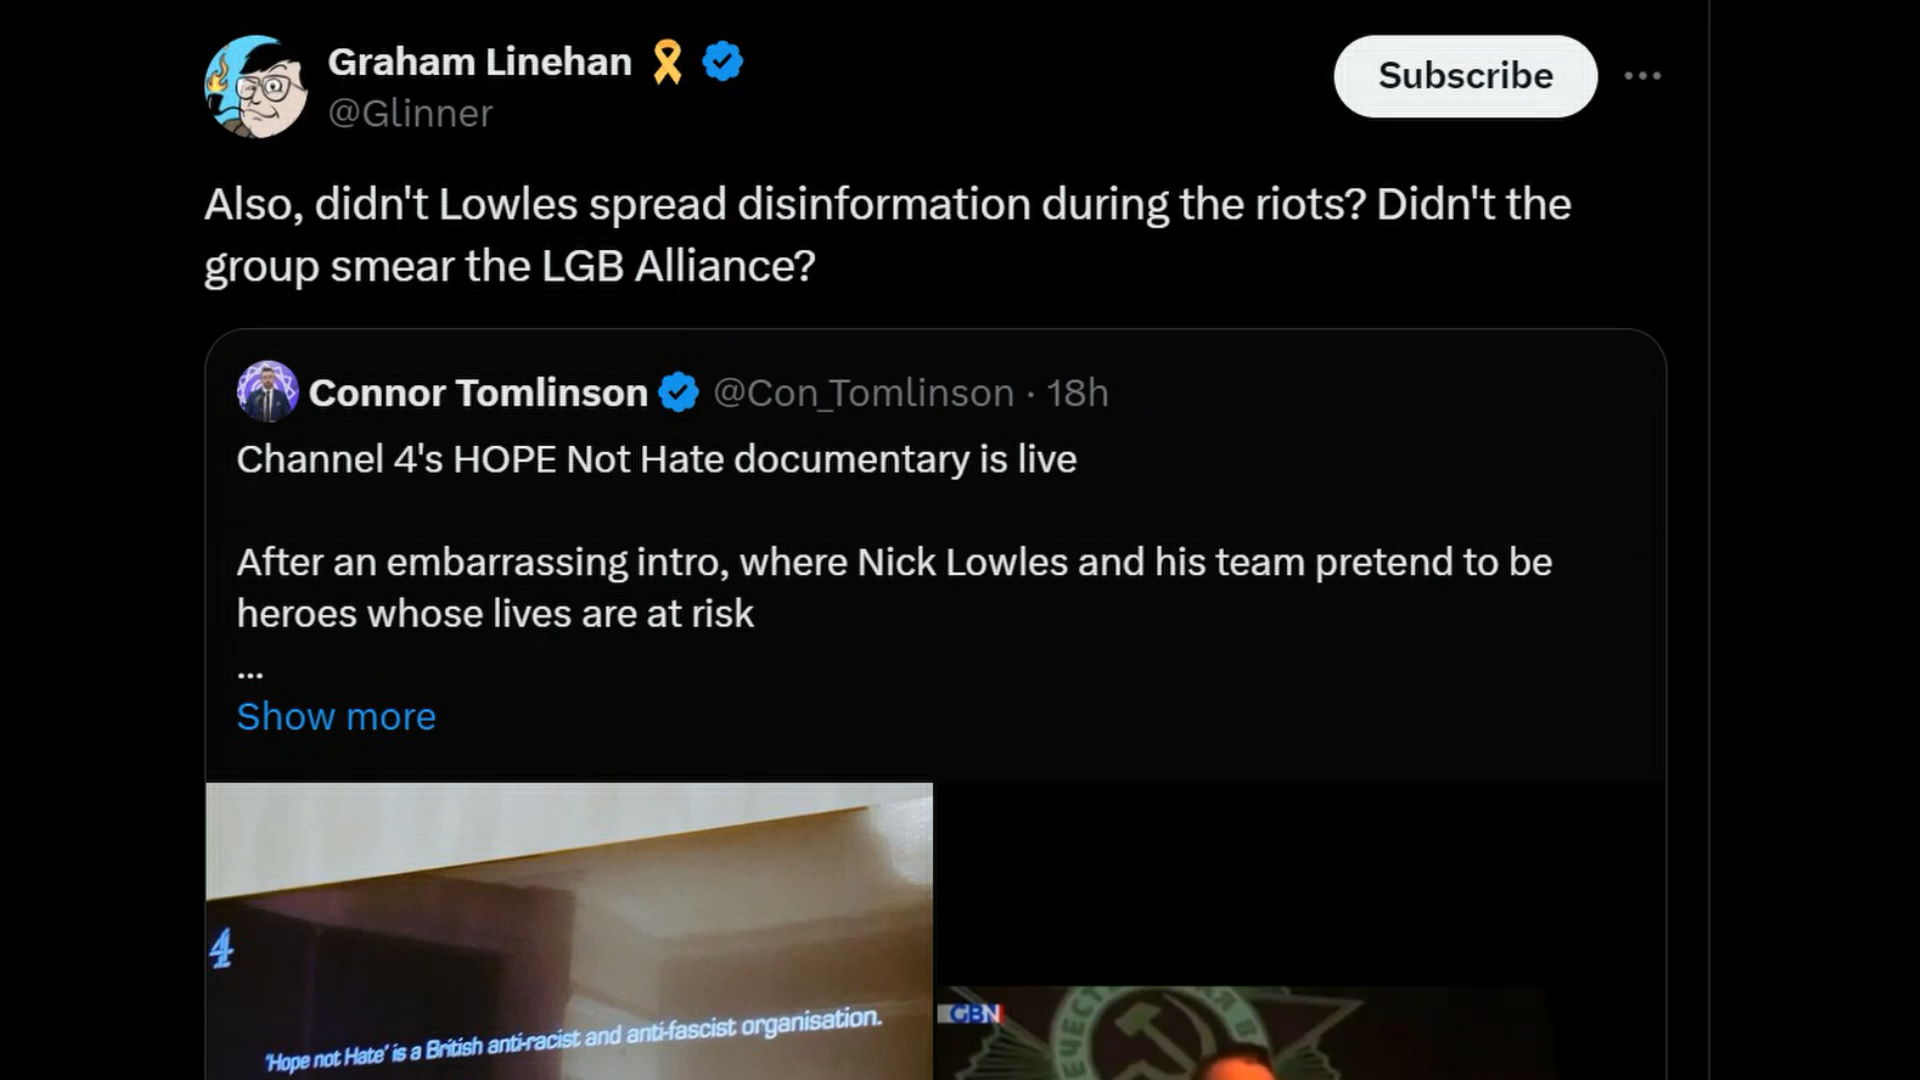 Graham Linehan
@Glinner
Subscribe
Also, didn't Lowles spread disinformation during the riots? Didn't the
group smear the LGB Alliance?
Connor Tomlinson @Con_Tomlinson · 18h
Channel 4's HOPE Not Hate documentary is live
After an embarrassing intro, where Nick Lowles and his team pretend to be
heroes whose lives are at risk
...
Show more
4
'Hope not Hate' is a British anti-racist and anti-fascist organisation.
GBN